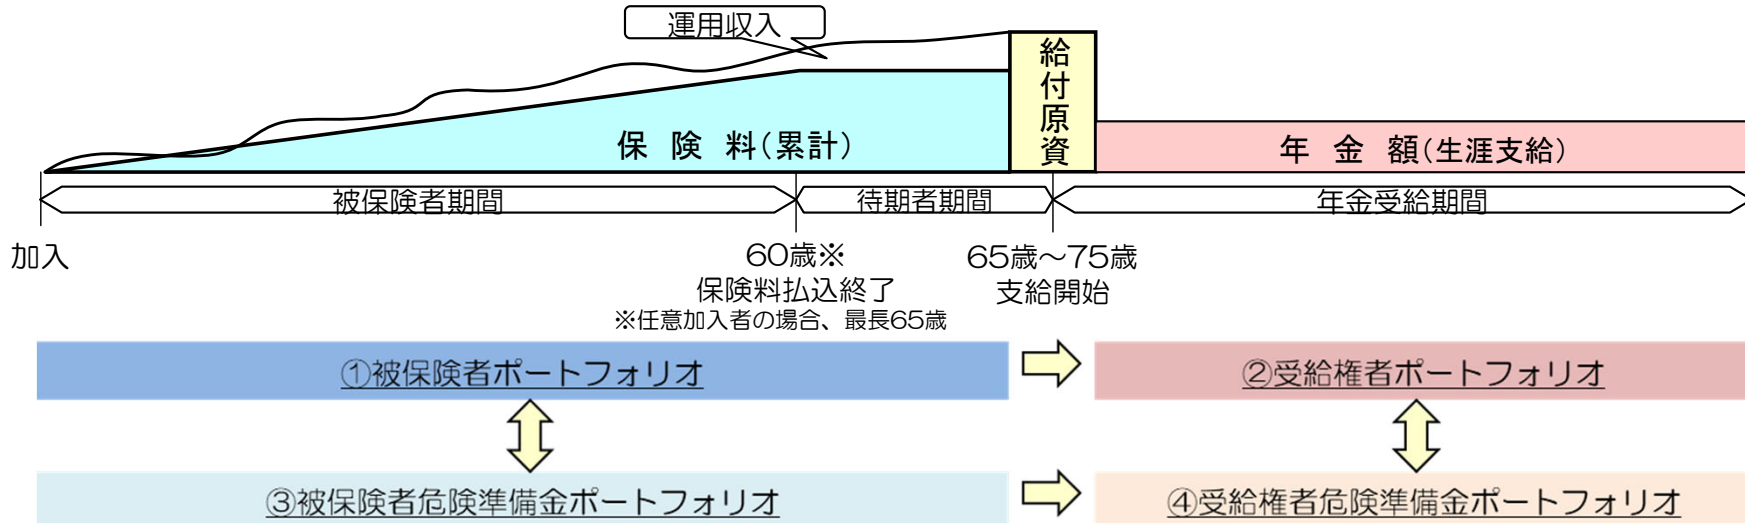 運用収入
給付原資
保険料(累計)
年金額(生涯支給)
被保険者期間
待期者期間
年金受給期間
加入
60歳※
保険料払込終了
※任意加入者の場合、最長65歳
65歳~75歳
支給開始
①被保険者ポートフォリオ
②受給権者ポートフォリオ
③被保険者危険準備金ポートフォリオ
④受給権者危険準備金ポートフォリオ